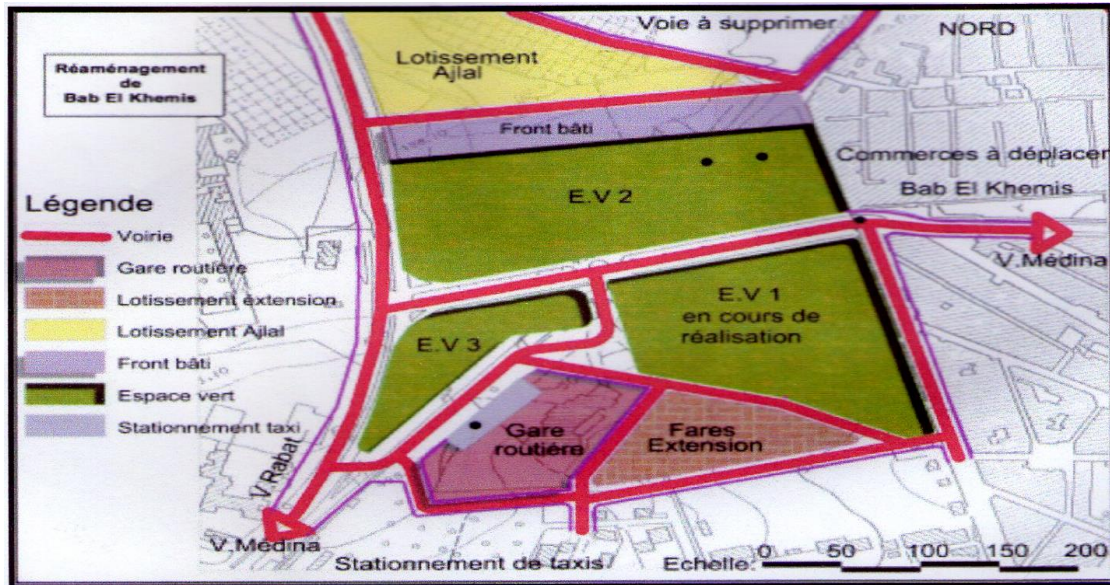 Voie à supprimer
NORD
Lotissement
Ajlal
Réaménagement
de
Bab El Khemis
Front bâti
Commerces à déplacer
Bab El Khemis
E.V 2
V.Médina
Légende
Voirie
Gare routière
Lotissement extension
Lotissement Ajlal
Front bâti
Espace vert
Stationnement taxi
E.V 1
en cours de
réalisation
E.V 3
Gare
routière
Fares
Extension
V.Rabat
V.Médina
Stationnement de taxis
Echelle:
0 50 100 150 200